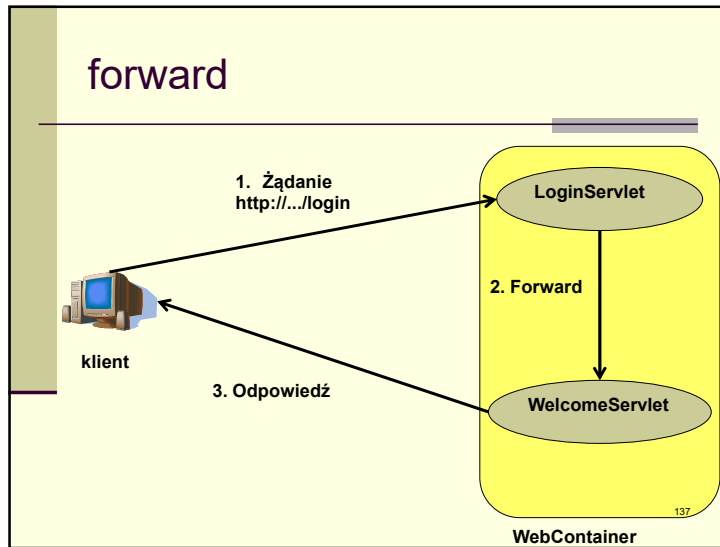 forward
1. Żądanie
http://.../login
LoginServlet
2. Forward
klient
3. Odpowiedź
WelcomeServlet
137
WebContainer